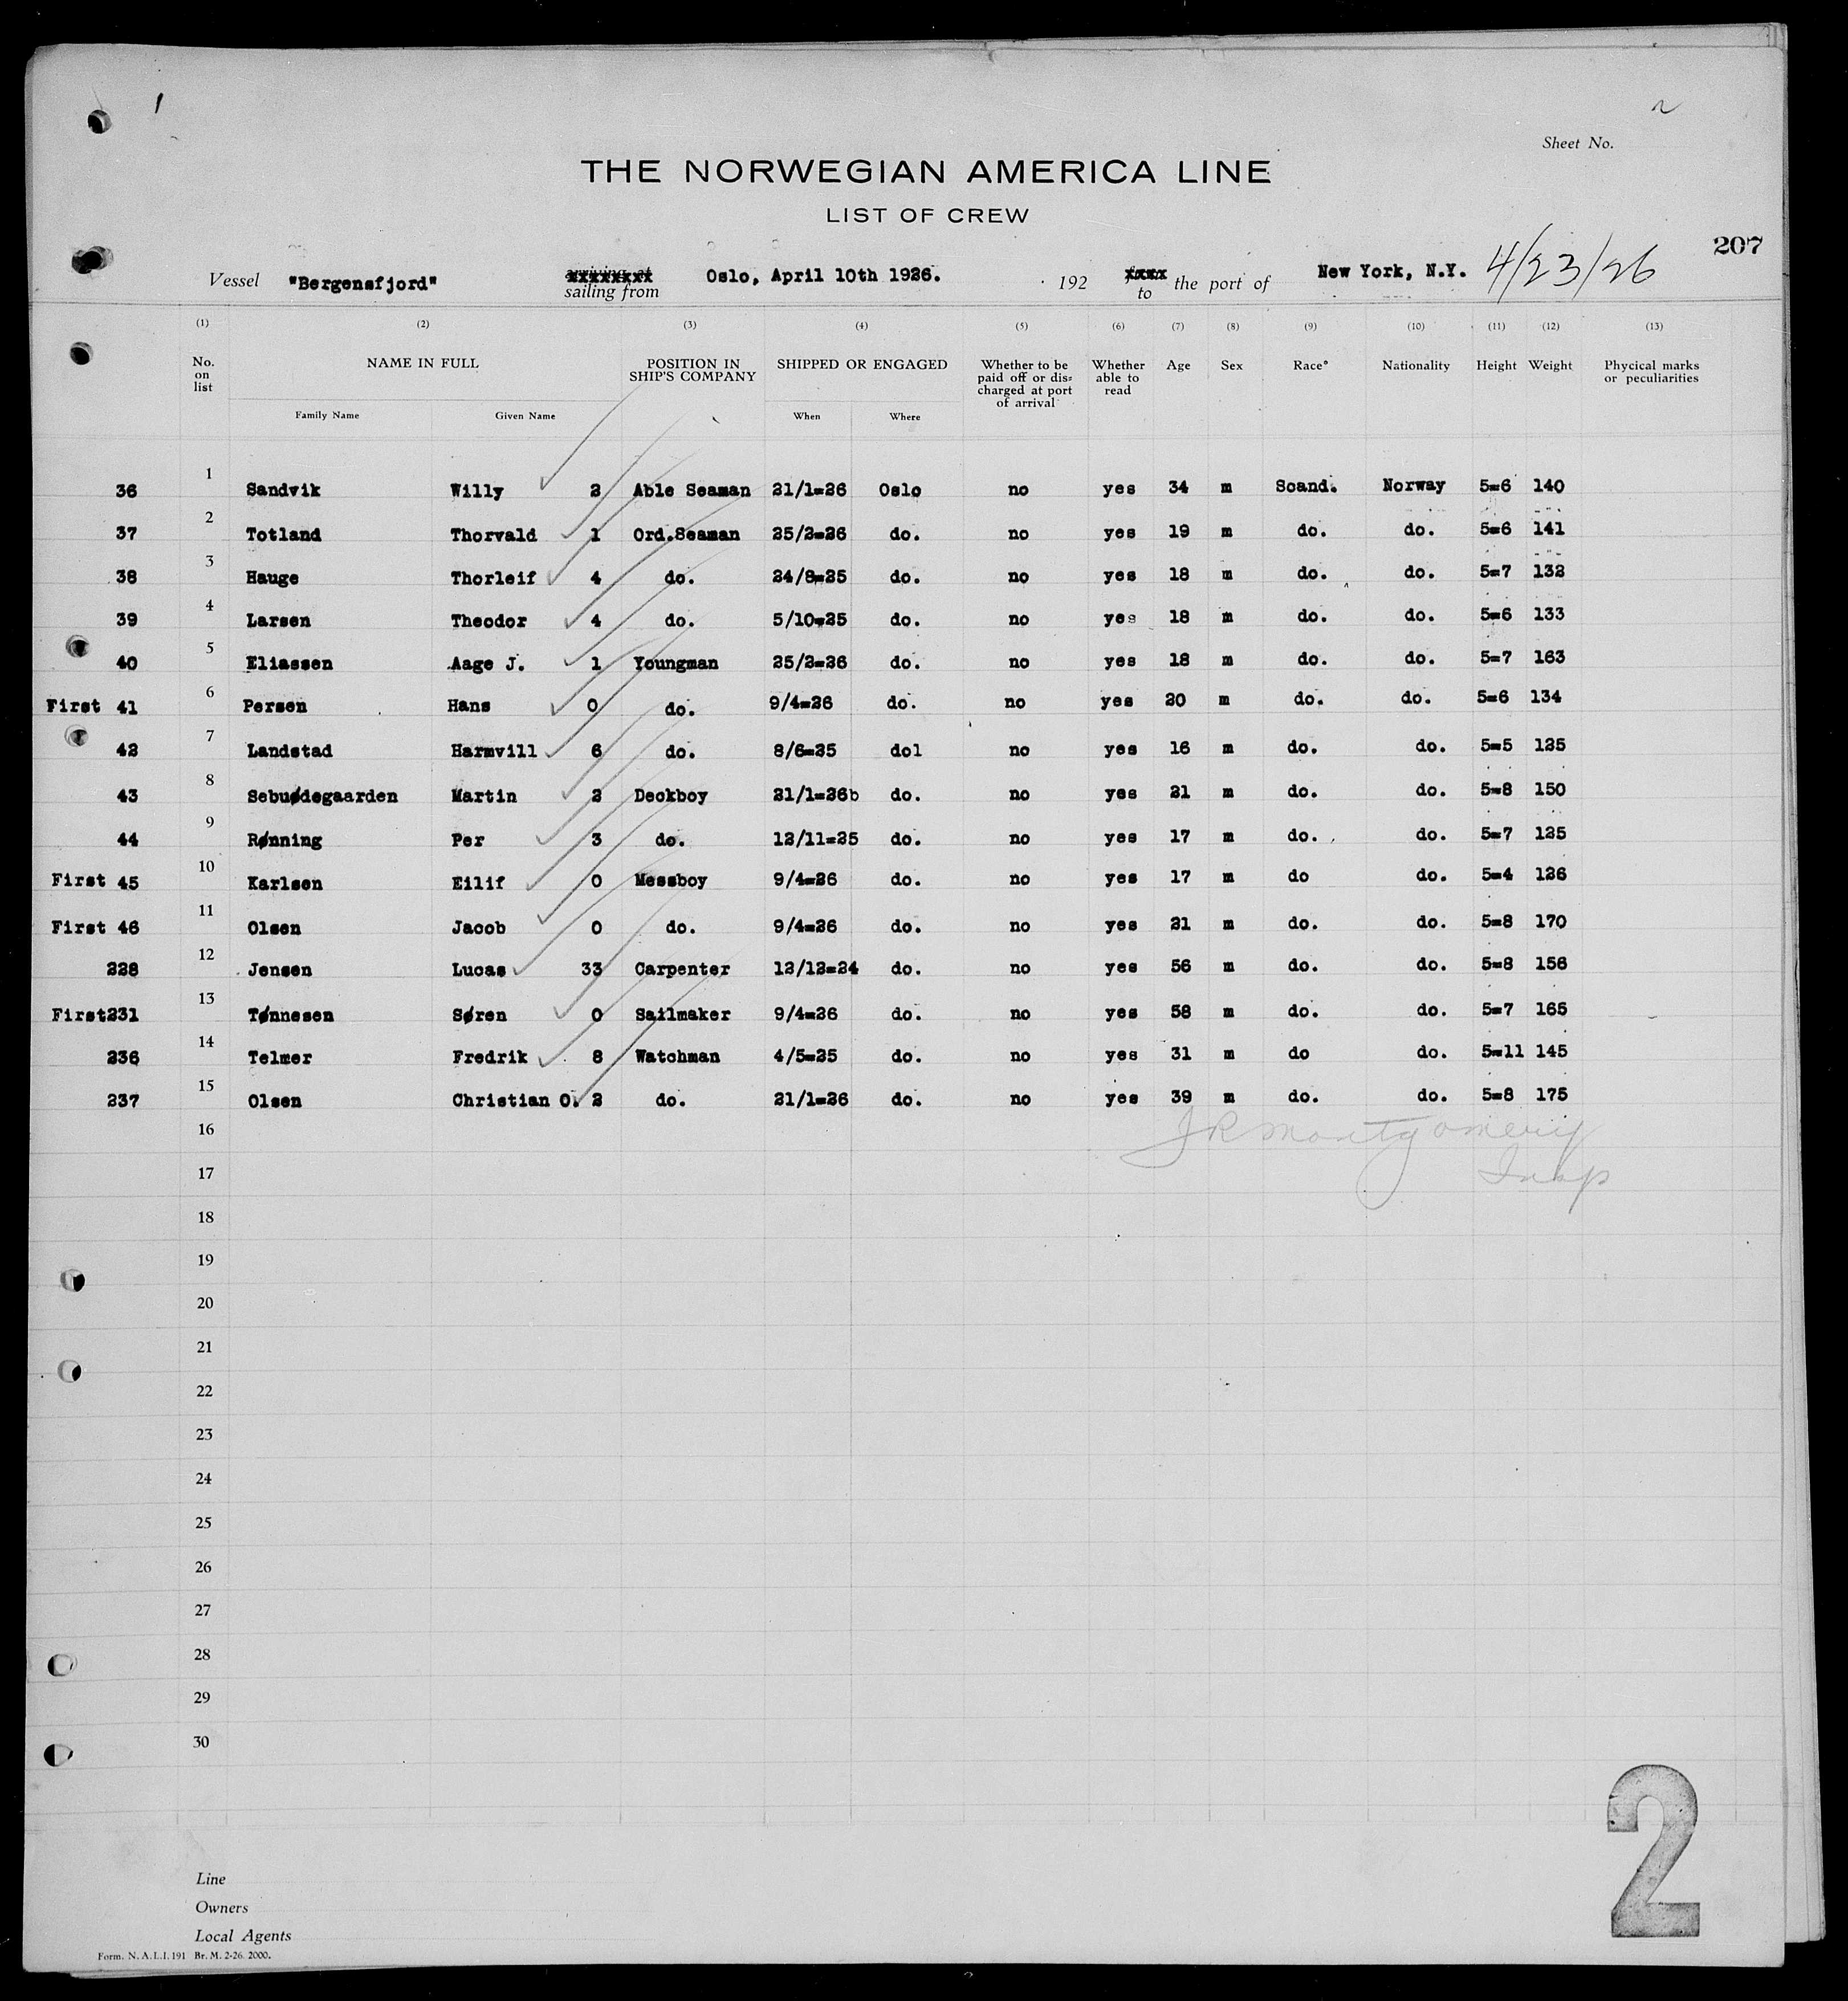 1 2
Sheet No.
THE NORWEGIAN AMERICA LINE
LIST OF CREW
207
Vessel "Bergensfjord" sailing from Oslo, April 10th 1926. 192 to the port of New York, N.Y. 4/23/26
(1) (2) (3) (4) (5) (6) (7) (8) (9) (10) (11) (12) (13)
No. on list NAME IN FULL POSITION IN SHIP'S COMPANY SHIPPED OR ENGAGED Whether to be paid off or discharged at port of arrival Whether able to read Age Sex Race* Nationality Height Weight Phycical marks or peculiarities
Family Name Given Name When Where
36 1 Sandvik Willy 2 Able Seaman 21/1=26 Oslo no yes 34 m Scand. Norway 5=6 140
37 2 Totland Thorvald 1 Ord.Seaman 25/2=26 do. no yes 19 m do. do. 5=6 141
38 3 Hauge Thorleif 4 do. 24/8=25 do. no yes 18 m do. do. 5=7 132
39 4 Larsen Theodor 4 do. 5/10=25 do. no yes 18 m do. do. 5=6 133
40 5 Eliassen Aage J. 1 Youngman 25/2=26 do. no yes 18 m do. do. 5=7 163
First 41 6 Persen Hans 0 do. 9/4=26 do. no yes 20 m do. do. 5=6 134
42 7 Landstad Harmvill 6 do. 8/6=25 dol no yes 16 m do. do. 5=5 125
43 8 Sebuødegaarden Martin 2 Deckboy 21/1=26b do. no yes 21 m do. do. 5=8 150
44 9 Rønning Per 3 do. 12/11=25 do. no yes 17 m do. do. 5=7 125
First 45 10 Karlsen Eilif 0 Messboy 9/4=26 do. no yes 17 m do do. 5=4 126
First 46 11 Olsen Jacob 0 do. 9/4=26 do. no yes 21 m do. do. 5=8 170
228 12 Jensen Lucas 33 Carpenter 12/12=24 do. no yes 56 m do. do. 5=8 156
First231 13 Tønnesen Søren 0 Sailmaker 9/4=26 do. no yes 58 m do. do. 5=7 165
236 14 Telmer Fredrik 8 Watchman 4/5=25 do. no yes 31 m do do. 5=11 145
237 15 Olsen Christian O. 2 do. 21/1=26 do. no yes 39 m do. do. 5=8 175
16 JR Montgomery
17 Insp
18
19
20
21
22
23
24
25
26
27
28
29
30
2
Line
Owners
Local Agents
Form. N.A.L.I. 191 Br. M. 2-26. 2000.